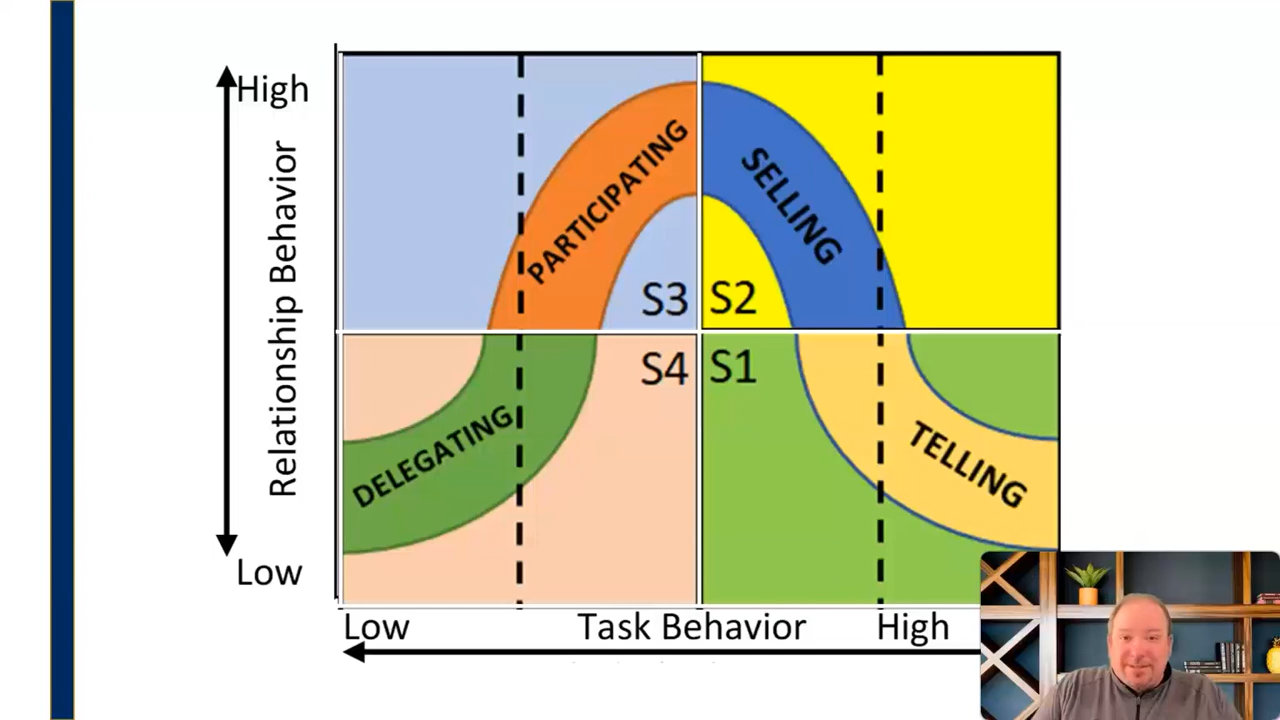 High
Relationship Behavior
Low
PARTICIPATING
SELLING
S3
S2
S4
S1
DELEGATING
TELLING
Low
Task Behavior
High